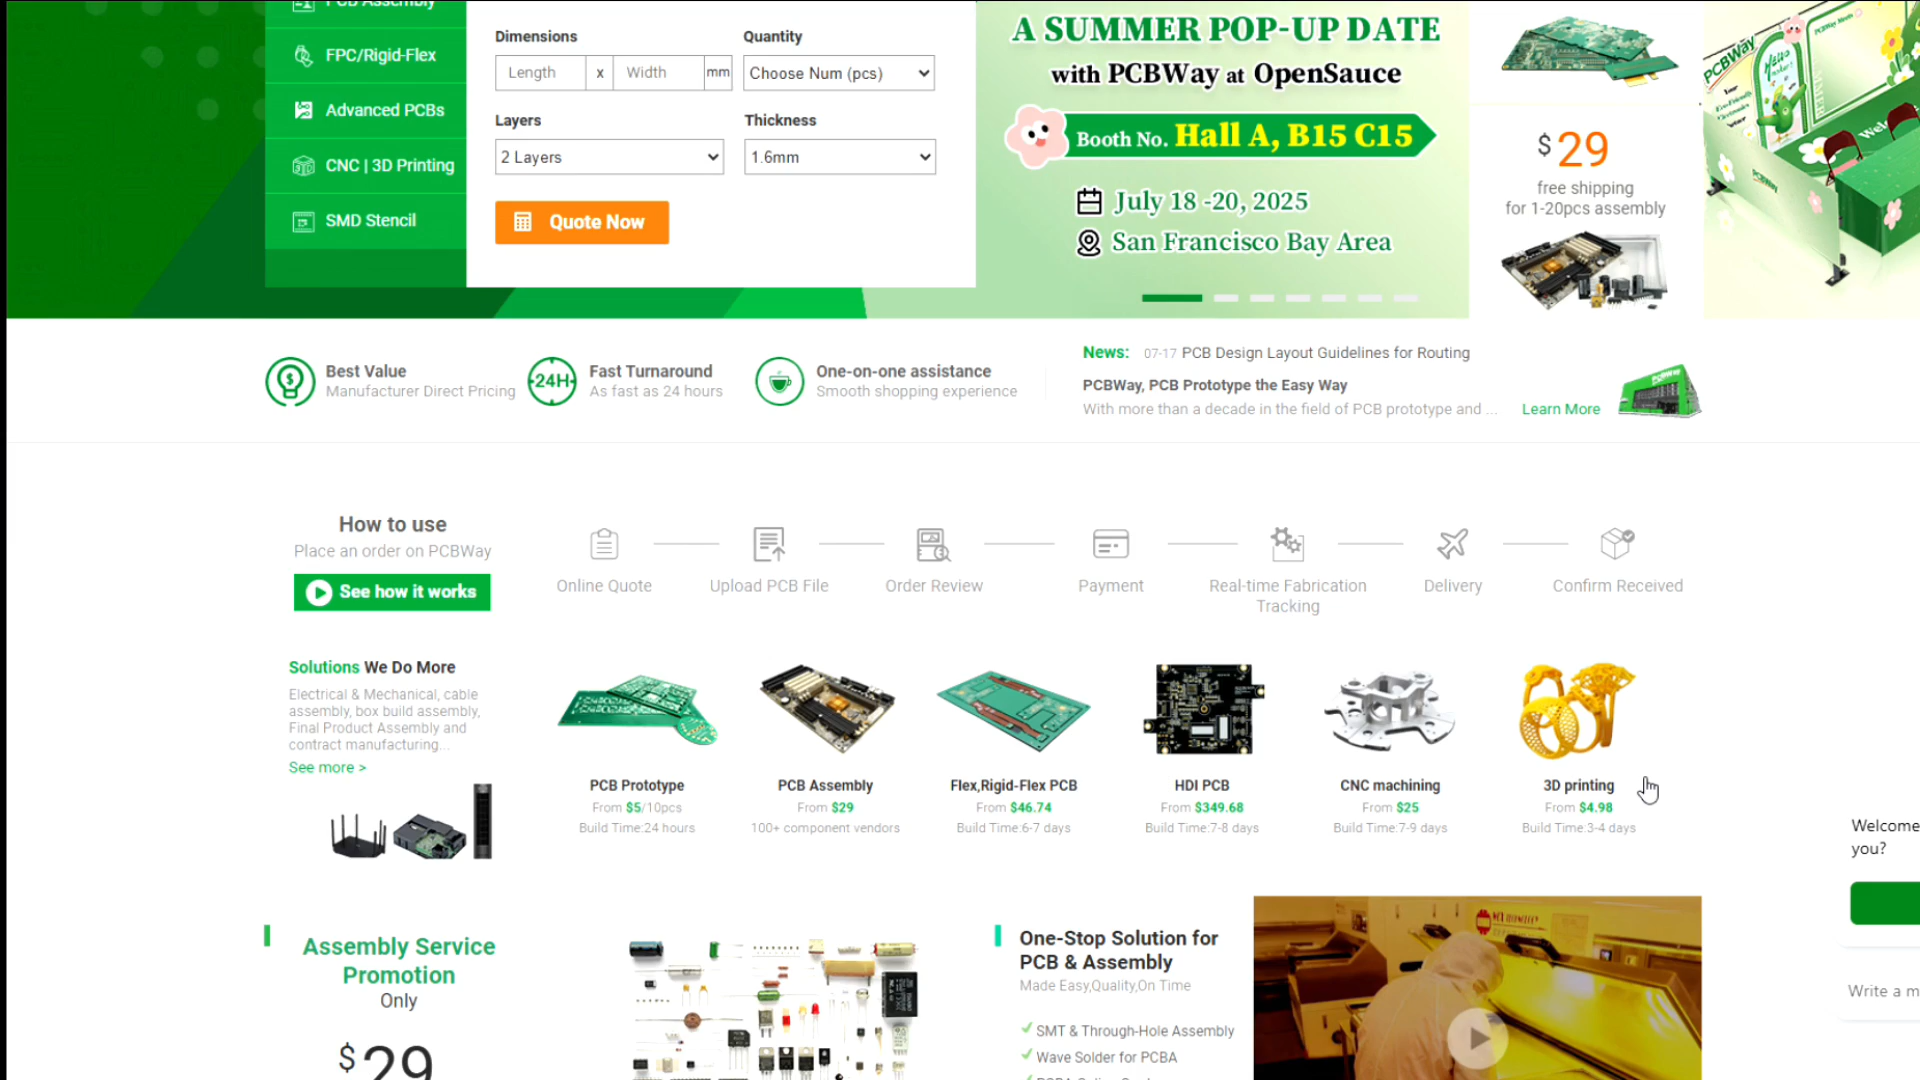 PCB Assembly
FPC/Rigid-Flex
Advanced PCBs
CNC | 3D Printing
SMD Stencil
Dimensions
Quantity
Length x Width mm
Choose Num (pcs)
Layers
Thickness
2 Layers
1.6mm
Quote Now
A SUMMER POP-UP DATE
with PCBWay at OpenSauce
Booth No. Hall A, B15 C15
July 18 -20, 2025
San Francisco Bay Area
$29
free shipping
for 1-20pcs assembly
PCBWay
PCBWay
Best Value
Manufacturer Direct Pricing
24H
Fast Turnaround
As fast as 24 hours
One-on-one assistance
Smooth shopping experience
News: 07-17 PCB Design Layout Guidelines for Routing
PCBWay, PCB Prototype the Easy Way
With more than a decade in the field of PCB prototype and ...
Learn More
How to use
Place an order on PCBWay
See how it works
Online Quote
Upload PCB File
Order Review
Payment
Real-time Fabrication
Tracking
Delivery
Confirm Received
Solutions We Do More
Electrical & Mechanical, cable
assembly, box build assembly,
Final Product Assembly and
contract manufacturing...
See more >
PCB Prototype
From $5/10pcs
Build Time:24 hours
PCB Assembly
From $29
100+ component vendors
Flex,Rigid-Flex PCB
From $46.74
Build Time:6-7 days
HDI PCB
From $349.68
Build Time:7-8 days
CNC machining
From $25
Build Time:7-9 days
3D printing
From $4.98
Build Time:3-4 days
Welcome
you?
Write a m
Assembly Service
Promotion
Only
$29
One-Stop Solution for
PCB & Assembly
Made Easy,Quality,On Time
SMT & Through-Hole Assembly
Wave Solder for PCBA